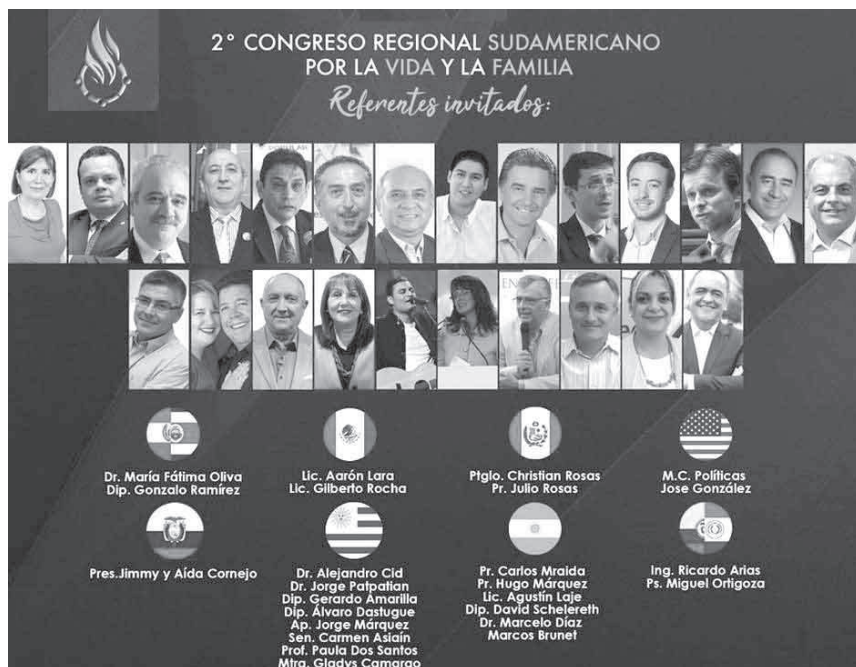 2° CONGRESO REGIONAL SUDAMERICANO
POR LA VIDA Y LA FAMILIA
Referentes invitados:
Dr. María Fátima Oliva
Dip. Gonzalo Ramírez
Lic. Aarón Lara
Lic. Gilberto Rocha
Ptglo. Christian Rosas
Pr. Julio Rosas
M.C. Políticas
Jose González
Pres.Jimmy y Aída Cornejo
Dr. Alejandro Cid
Dr. Jorge Patpatian
Dip. Gerardo Amarilla
Dip. Álvaro Dastugue
Ap. Jorge Márquez
Sen. Carmen Asiaín
Prof. Paula Dos Santos
Mtra. Gladys Camargo
Pr. Carlos Mraida
Pr. Hugo Márquez
Lic. Agustín Laje
Dip. David Schelereth
Dr. Marcelo Díaz
Marcos Brunet
Ing. Ricardo Arias
Ps. Miguel Ortigoza